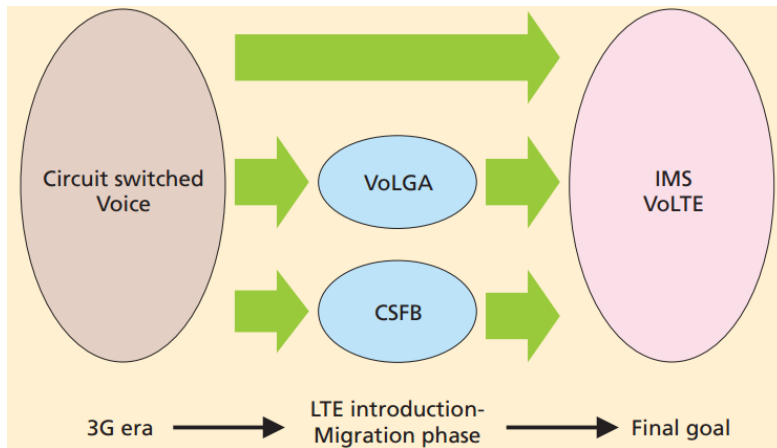 Circuit switched
Voice
VoLGA
CSFB
IMS
VoLTE
3G era
LTE introduction-
Migration phase
Final goal